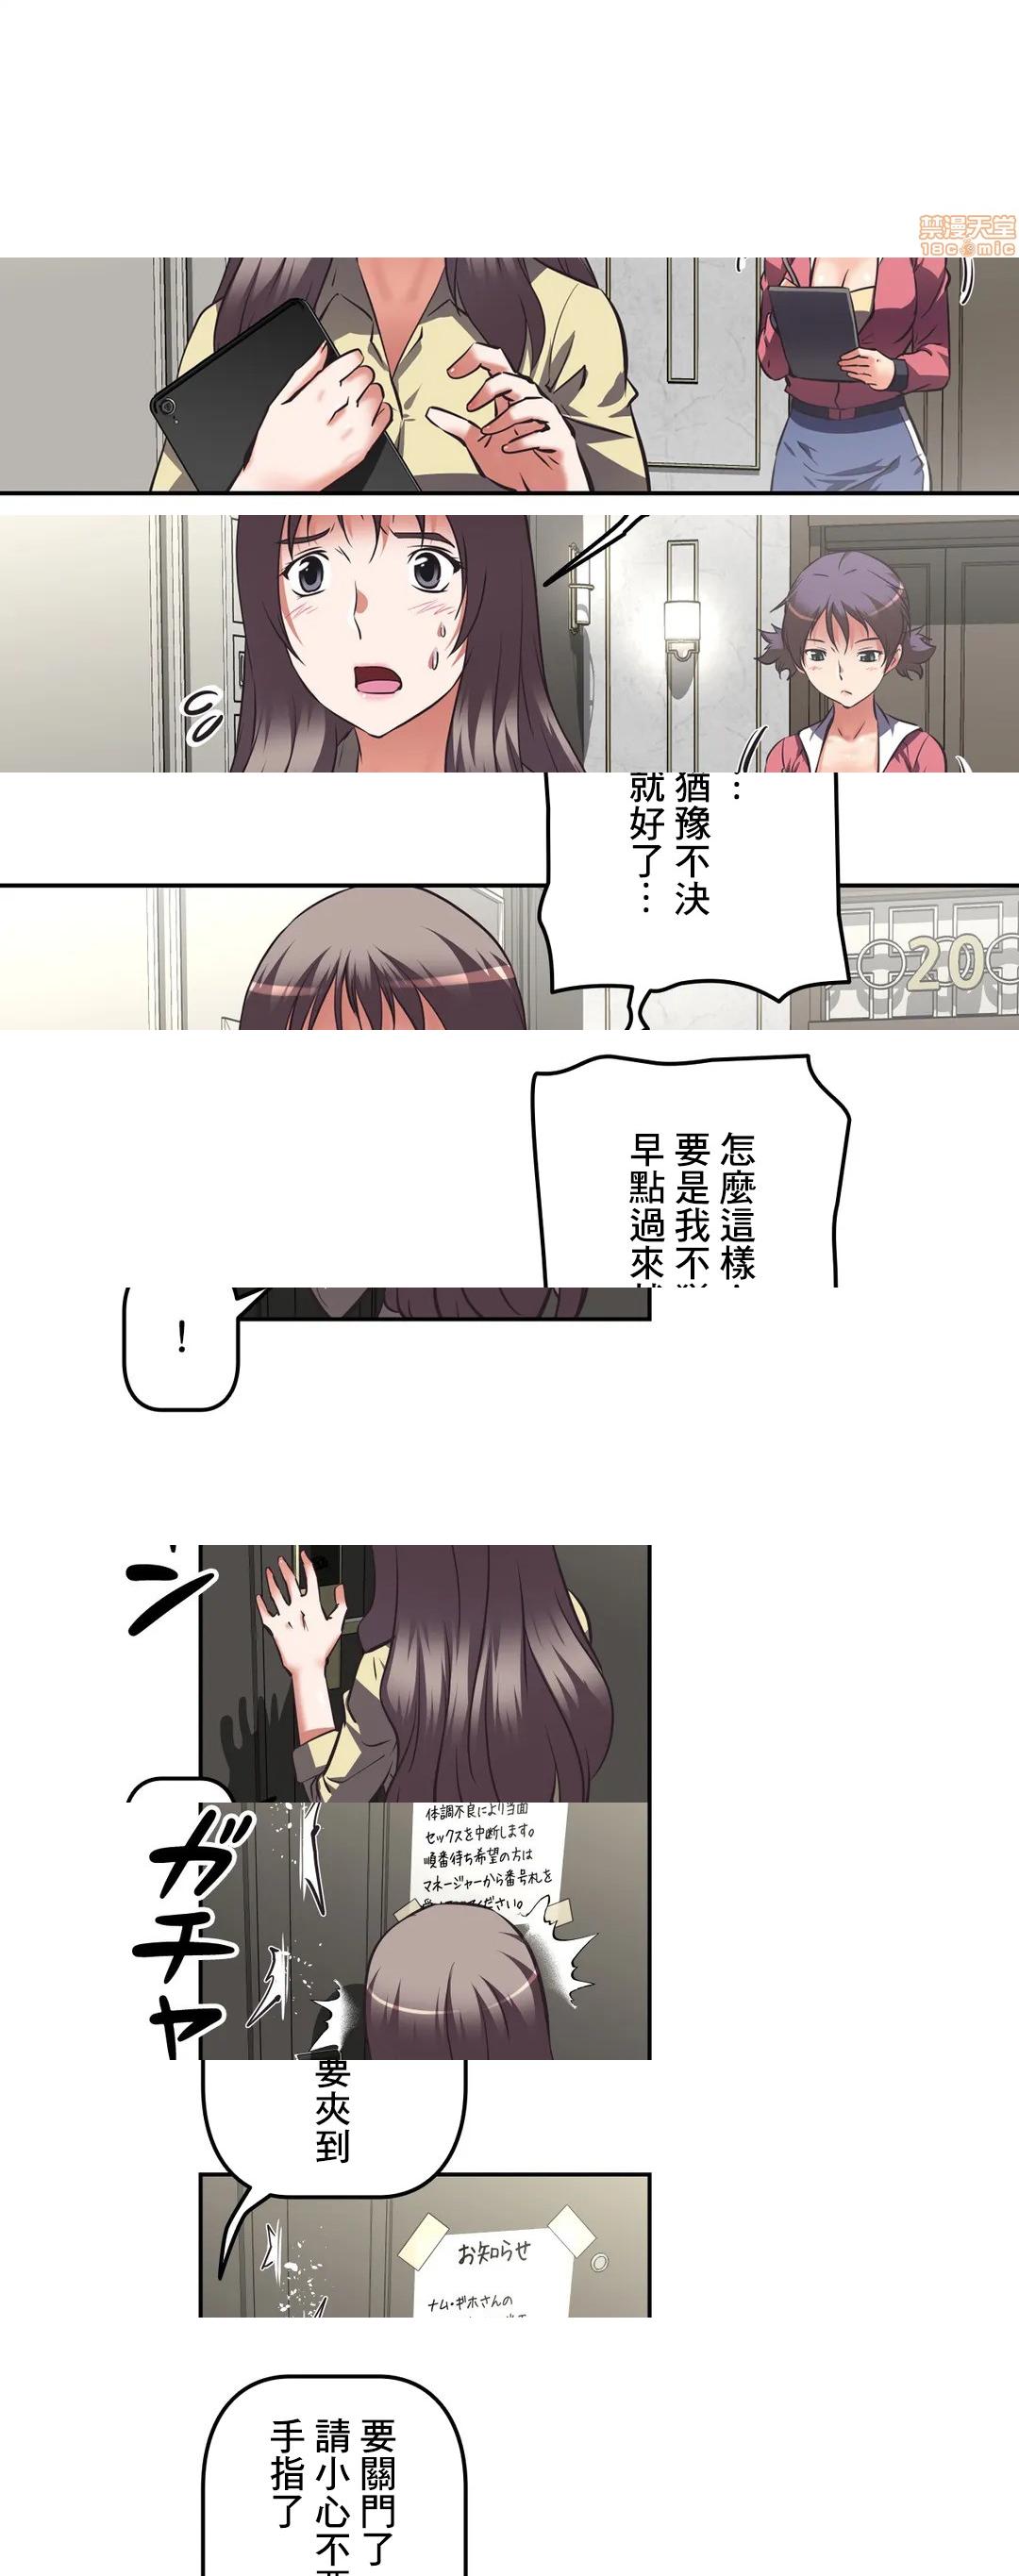 禁漫天堂
18comic
猶豫不決
就好了…
20
怎麼這樣
要是我不
早點過來
！
ン
体調不良により当面
セックスを中断します。
順番待ち希望の方は
マネージャーから番号札を
ください。
ガチャ
要夾到
お知らせ
ナム・ギホさんの
要關門了
請小心不要
手指了